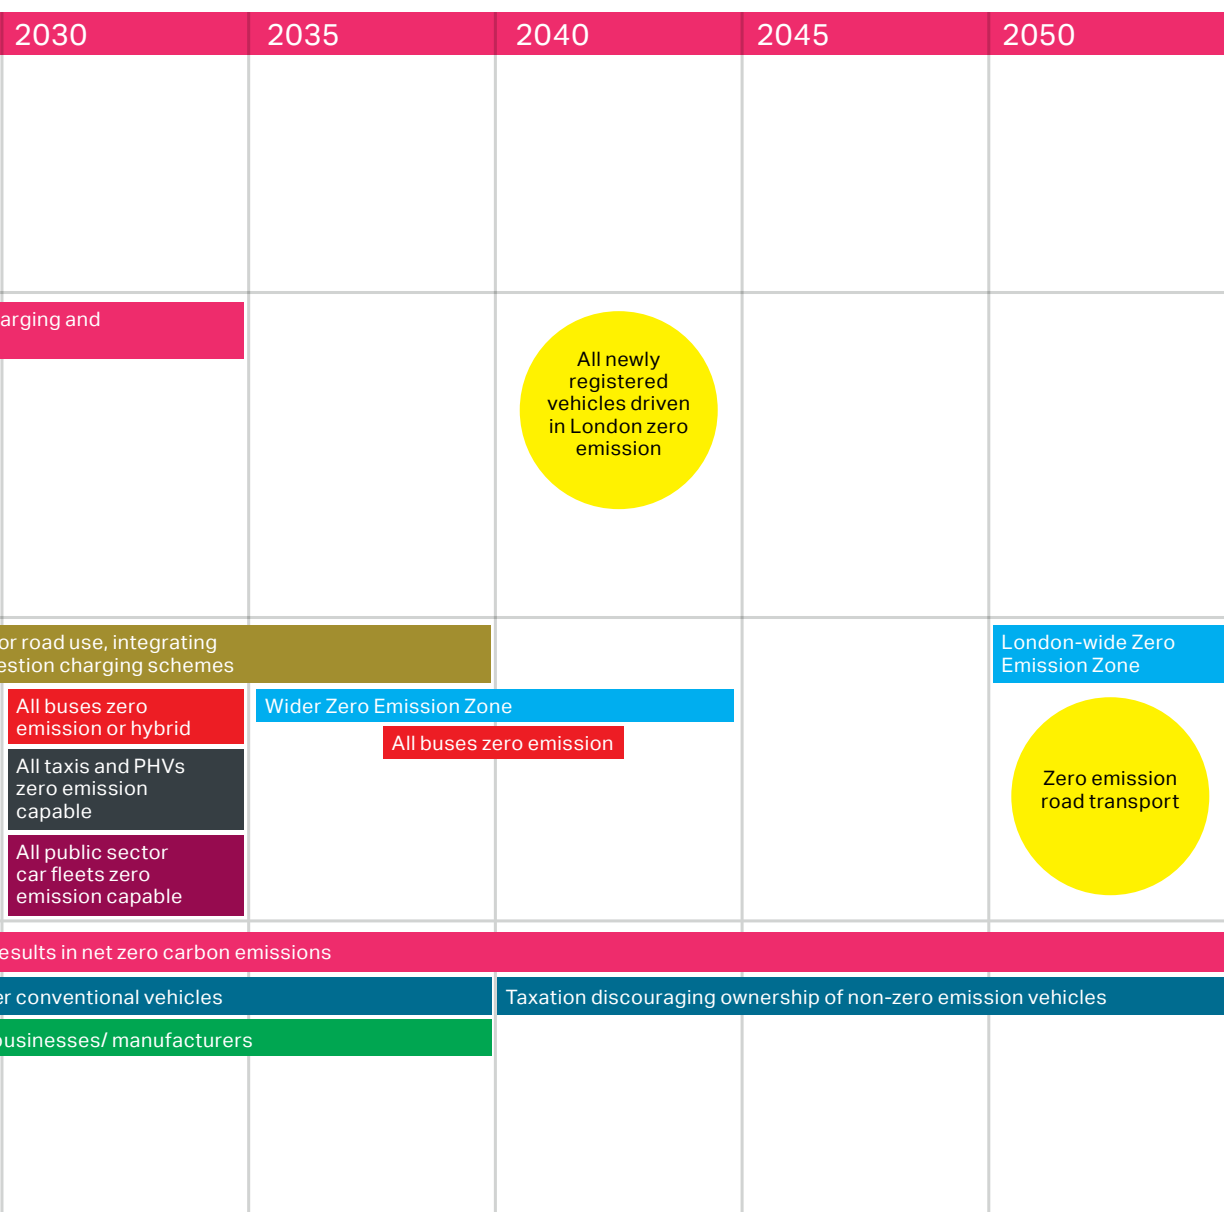 2030 2035 2040 2045 2050
arging and
All newly
registered
vehicles driven
in London zero
emission
or road use, integrating
estion charging schemes
London-wide Zero
Emission Zone
All buses zero
emission or hybrid
Wider Zero Emission Zone
All buses zero emission
All taxis and PHVs
zero emission
capable
Zero emission
road transport
All public sector
car fleets zero
emission capable
esults in net zero carbon emissions
er conventional vehicles
Taxation discouraging ownership of non-zero emission vehicles
businesses/ manufacturers